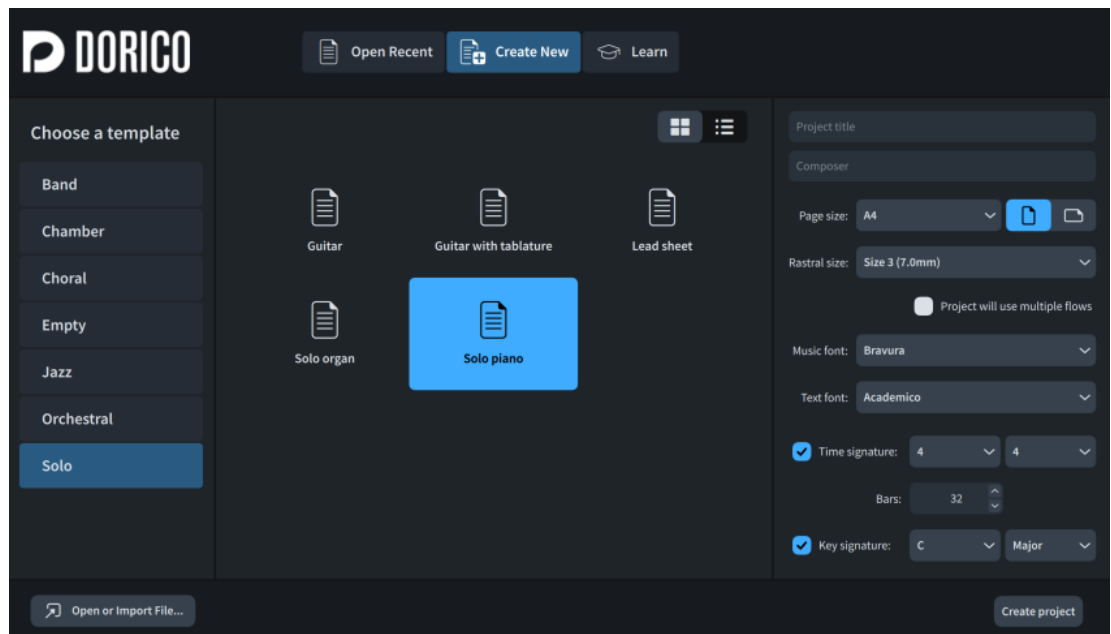 DORICO
Open Recent
Create New
Learn
Choose a template
Band
Chamber
Choral
Empty
Jazz
Orchestral
Solo
Guitar
Guitar with tablature
Lead sheet
Solo organ
Solo piano
Project title
Composer
Page size: A4
Rastral size: Size 3 (7.0mm)
Project will use multiple flows
Music font: Bravura
Text font: Academico
Time signature: 4 4
Bars: 32
Key signature: C Major
Open or Import File...
Create project